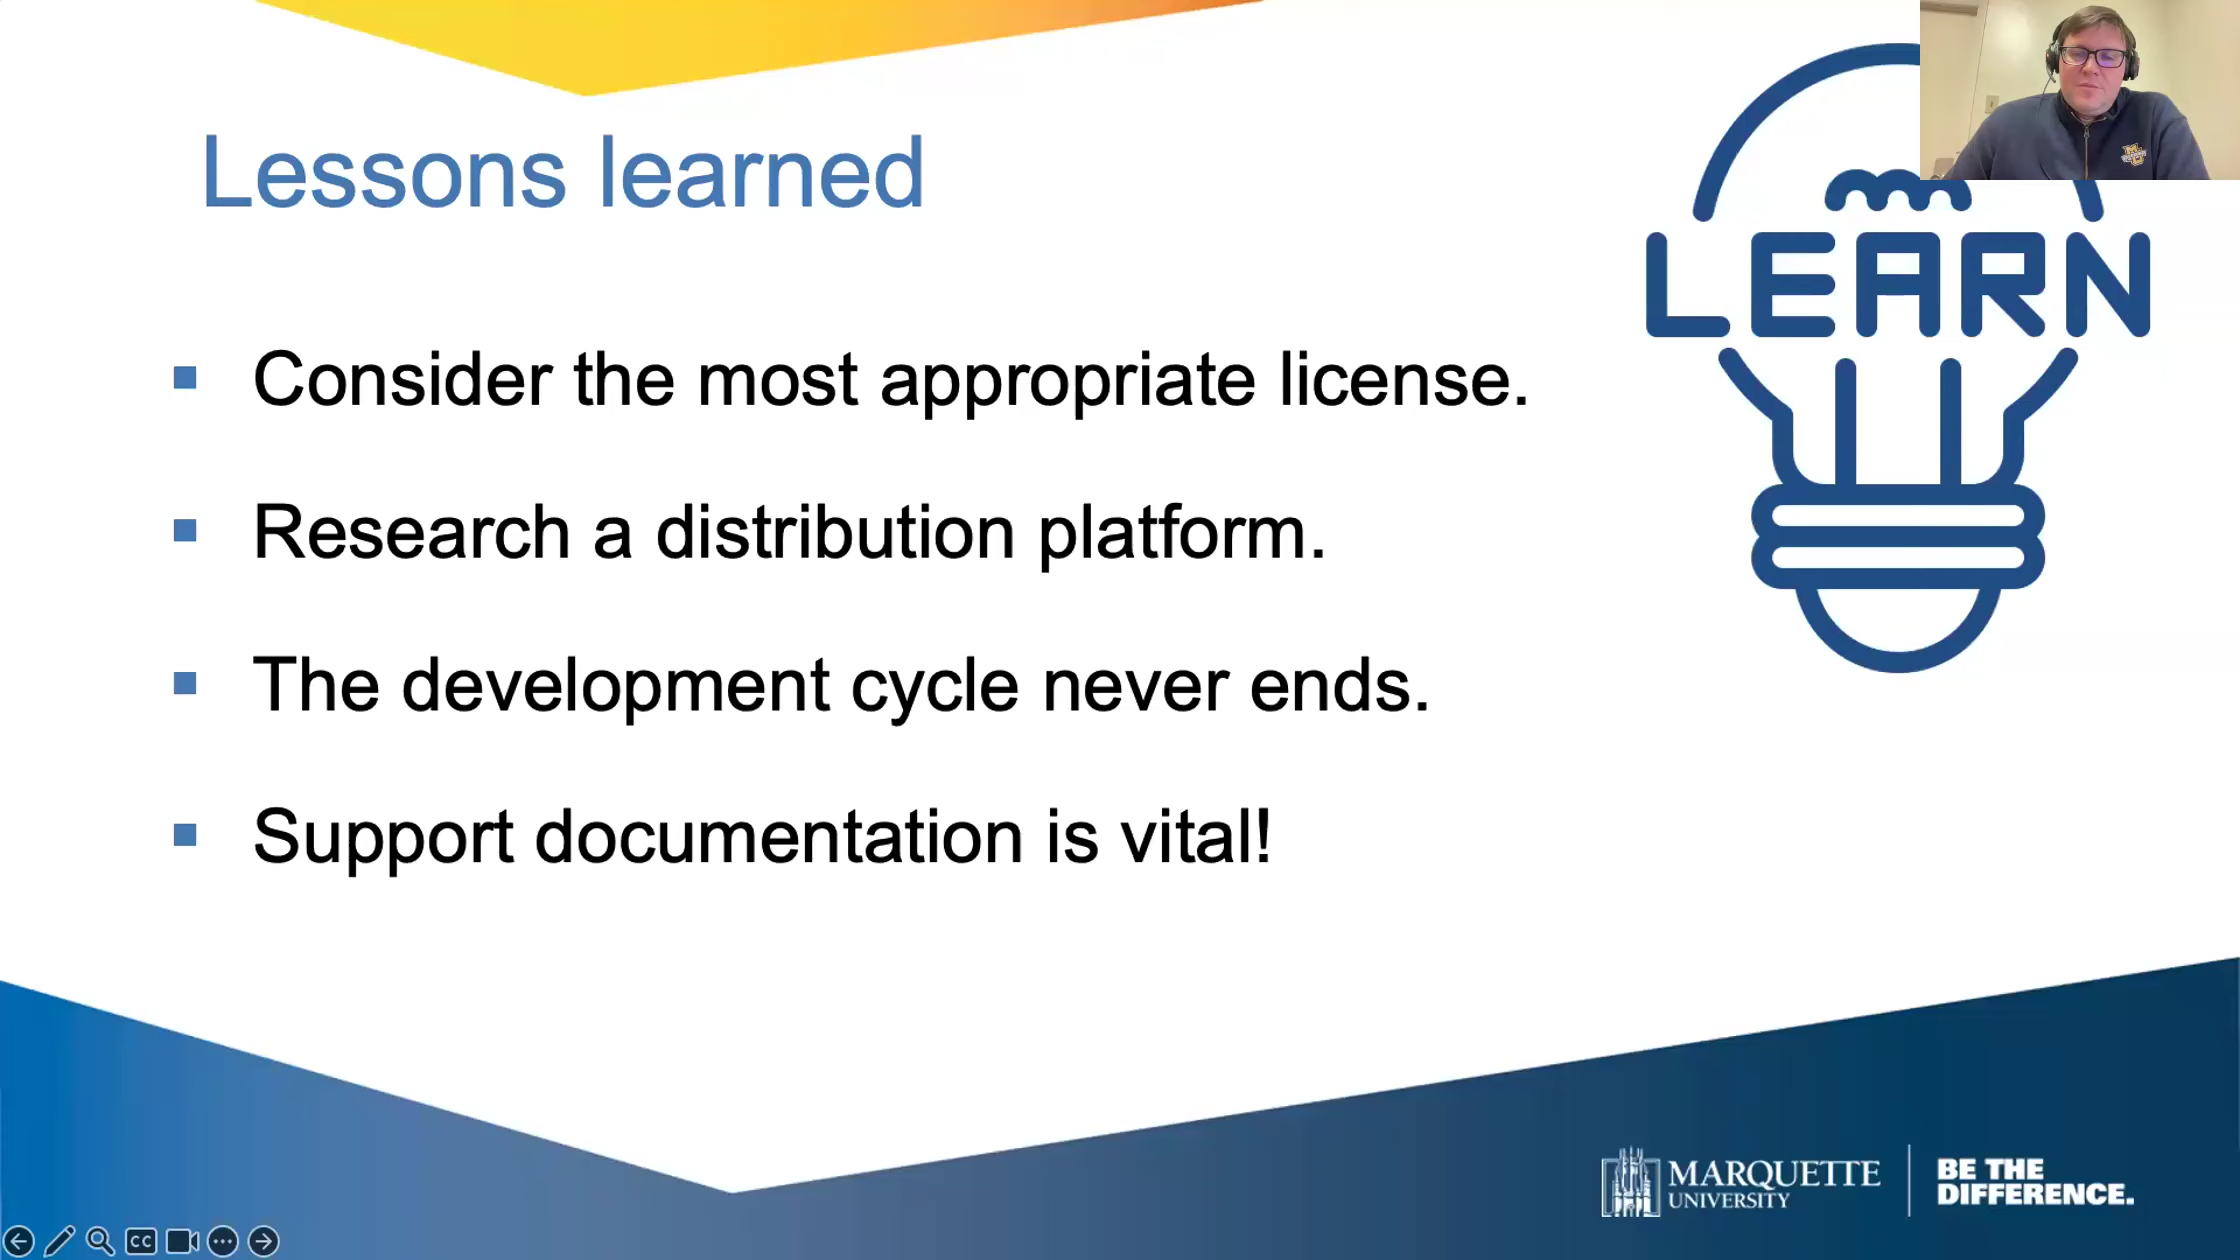 Lessons learned
LEARN
Consider the most appropriate license.
Research a distribution platform.
The development cycle never ends.
Support documentation is vital!
MARQUETTE
UNIVERSITY
BE THE
DIFFERENCE.
CC